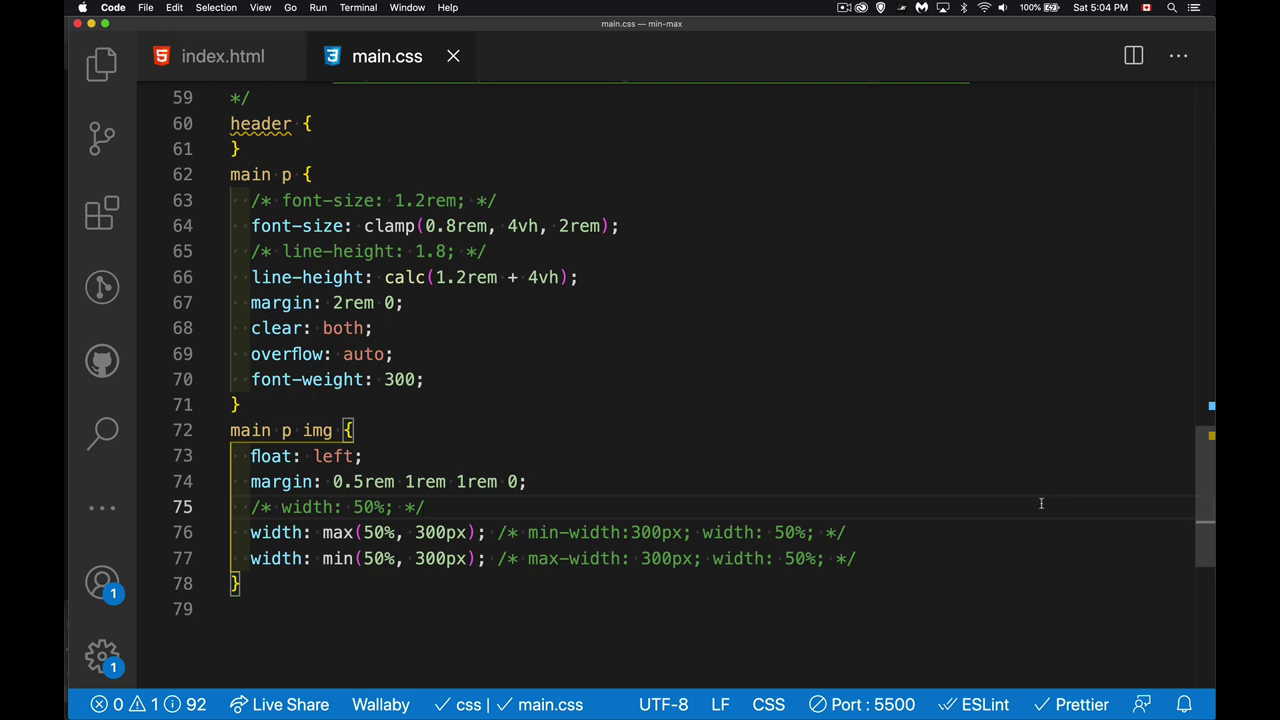 Code File Edit Selection View Go Run Terminal Window Help 100% Sat 5:04 PM
main.css — min-max
index.html main.css
59 */
60 header {
61 }
62 main p {
63 /* font-size: 1.2rem; */
64 font-size: clamp(0.8rem, 4vh, 2rem);
65 /* line-height: 1.8; */
66 line-height: calc(1.2rem + 4vh);
67 margin: 2rem 0;
68 clear: both;
69 overflow: auto;
70 font-weight: 300;
71 }
72 main p img {
73 float: left;
74 margin: 0.5rem 1rem 1rem 0;
75 /* width: 50%; */
76 width: max(50%, 300px); /* min-width:300px; width: 50%; */
77 width: min(50%, 300px); /* max-width: 300px; width: 50%; */
78 }
79
1
1
0 1 92 Live Share Wallaby css | main.css UTF-8 LF CSS Port : 5500 ESLint Prettier